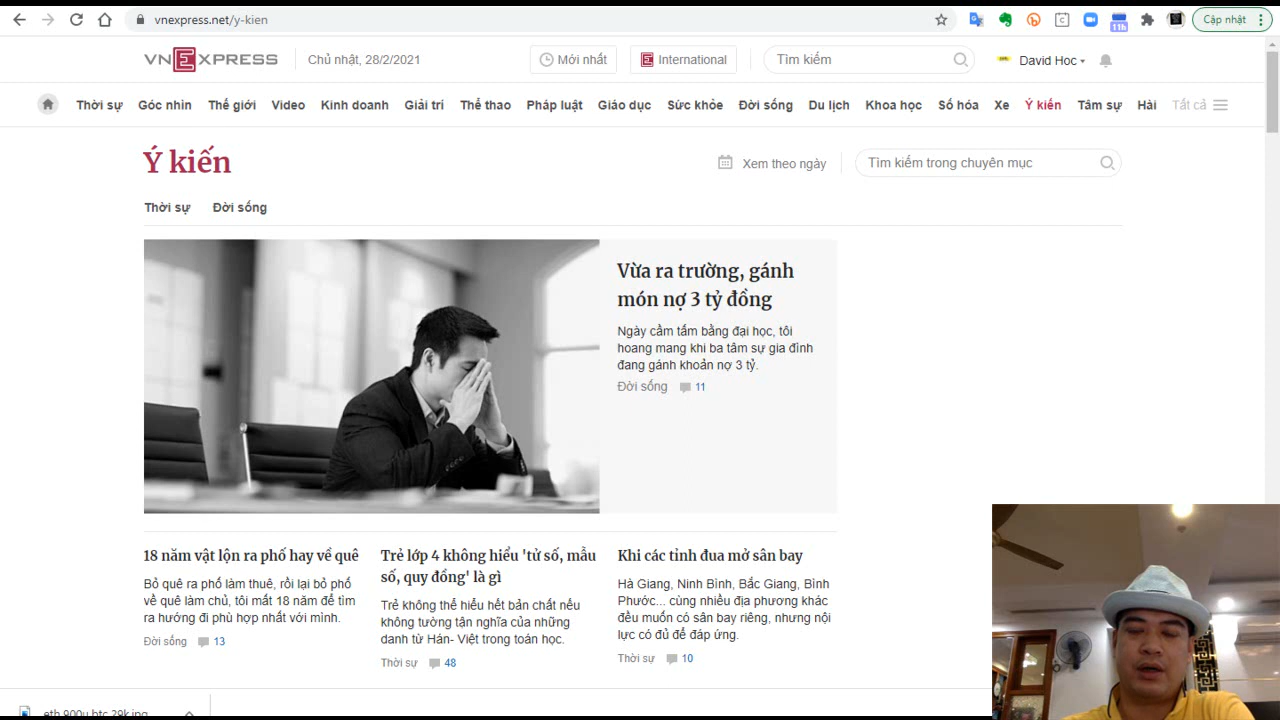 vnexpress.net/y-kien
11h
Cập nhật
VNEXPRESS
Chủ nhật, 28/2/2021
Mới nhất
International
Tìm kiếm
David Hoc
Thời sự Góc nhìn Thế giới Video Kinh doanh Giải trí Thể thao Pháp luật Giáo dục Sức khỏe Đời sống Du lịch Khoa học Số hóa Xe Ý kiến Tâm sự Hài Tất cả
Ý kiến
Xem theo ngày
Tìm kiếm trong chuyên mục
Thời sự Đời sống
Vừa ra trường, gánh
món nợ 3 tỷ đồng
Ngày cầm tấm bằng đại học, tôi
hoang mang khi ba tâm sự gia đình
đang gánh khoản nợ 3 tỷ.
Đời sống 11
18 năm vật lộn ra phố hay về quê
Bỏ quê ra phố làm thuê, rồi lại bỏ phố
về quê làm chủ, tôi mất 18 năm để tìm
ra hướng đi phù hợp nhất với mình.
Đời sống 13
Trẻ lớp 4 không hiểu 'tử số, mẫu
số, quy đồng' là gì
Trẻ không thể hiểu hết bản chất nếu
không tường tận nghĩa của những
danh từ Hán- Việt trong toán học.
Thời sự 48
Khi các tỉnh đua mở sân bay
Hà Giang, Ninh Bình, Bắc Giang, Bình
Phước... cùng nhiều địa phương khác
đều muốn có sân bay riêng, nhưng nội
lực có đủ để đáp ứng.
Thời sự 10
eth 900u btc 29k.jpg